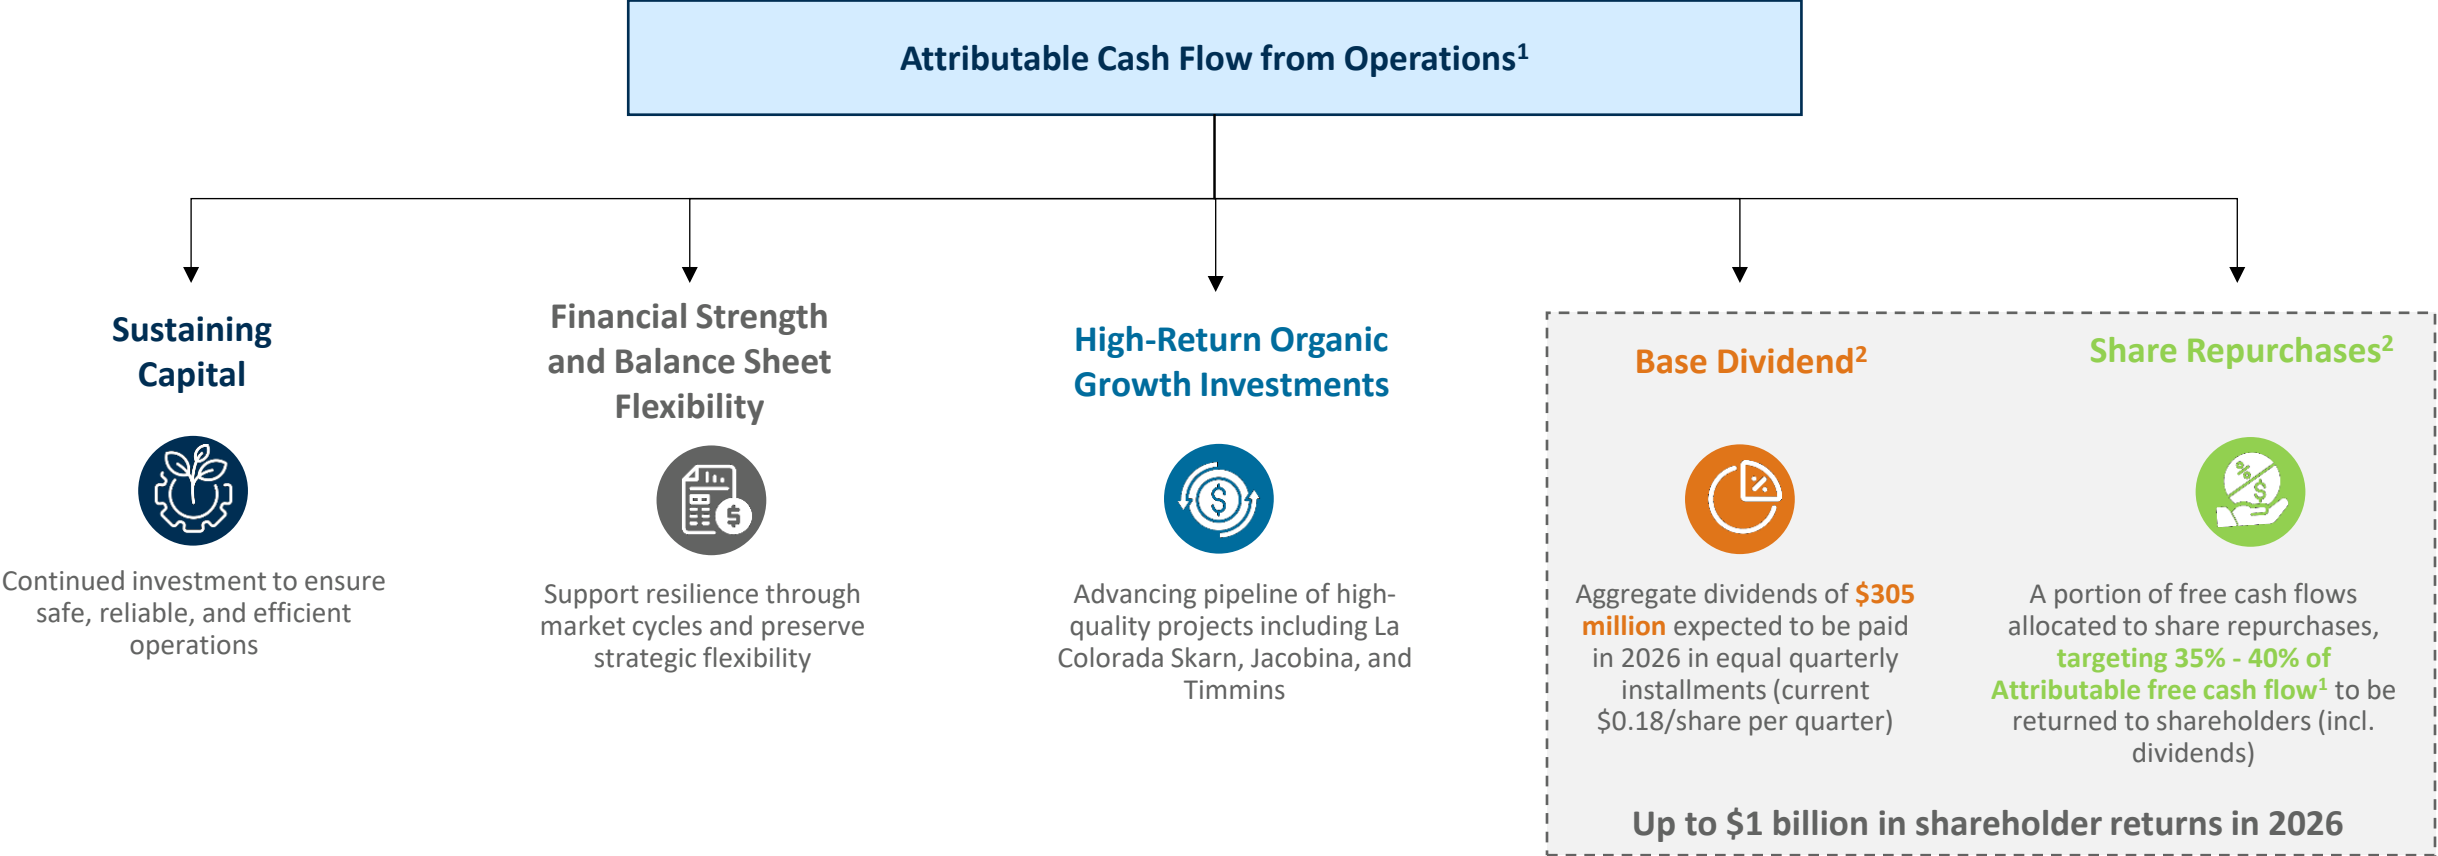 Attributable Cash Flow from Operations¹
Sustaining
Capital
Continued investment to ensure
safe, reliable, and efficient
operations
Financial Strength
and Balance Sheet
Flexibility
Support resilience through
market cycles and preserve
strategic flexibility
High-Return Organic
Growth Investments
Advancing pipeline of high-
quality projects including La
Colorada Skarn, Jacobina, and
Timmins
Base Dividend²
Aggregate dividends of $305
million expected to be paid
in 2026 in equal quarterly
installments (current
$0.18/share per quarter)
Share Repurchases²
A portion of free cash flows
allocated to share repurchases,
targeting 35% - 40% of
Attributable free cash flow¹ to be
returned to shareholders (incl.
dividends)
Up to $1 billion in shareholder returns in 2026